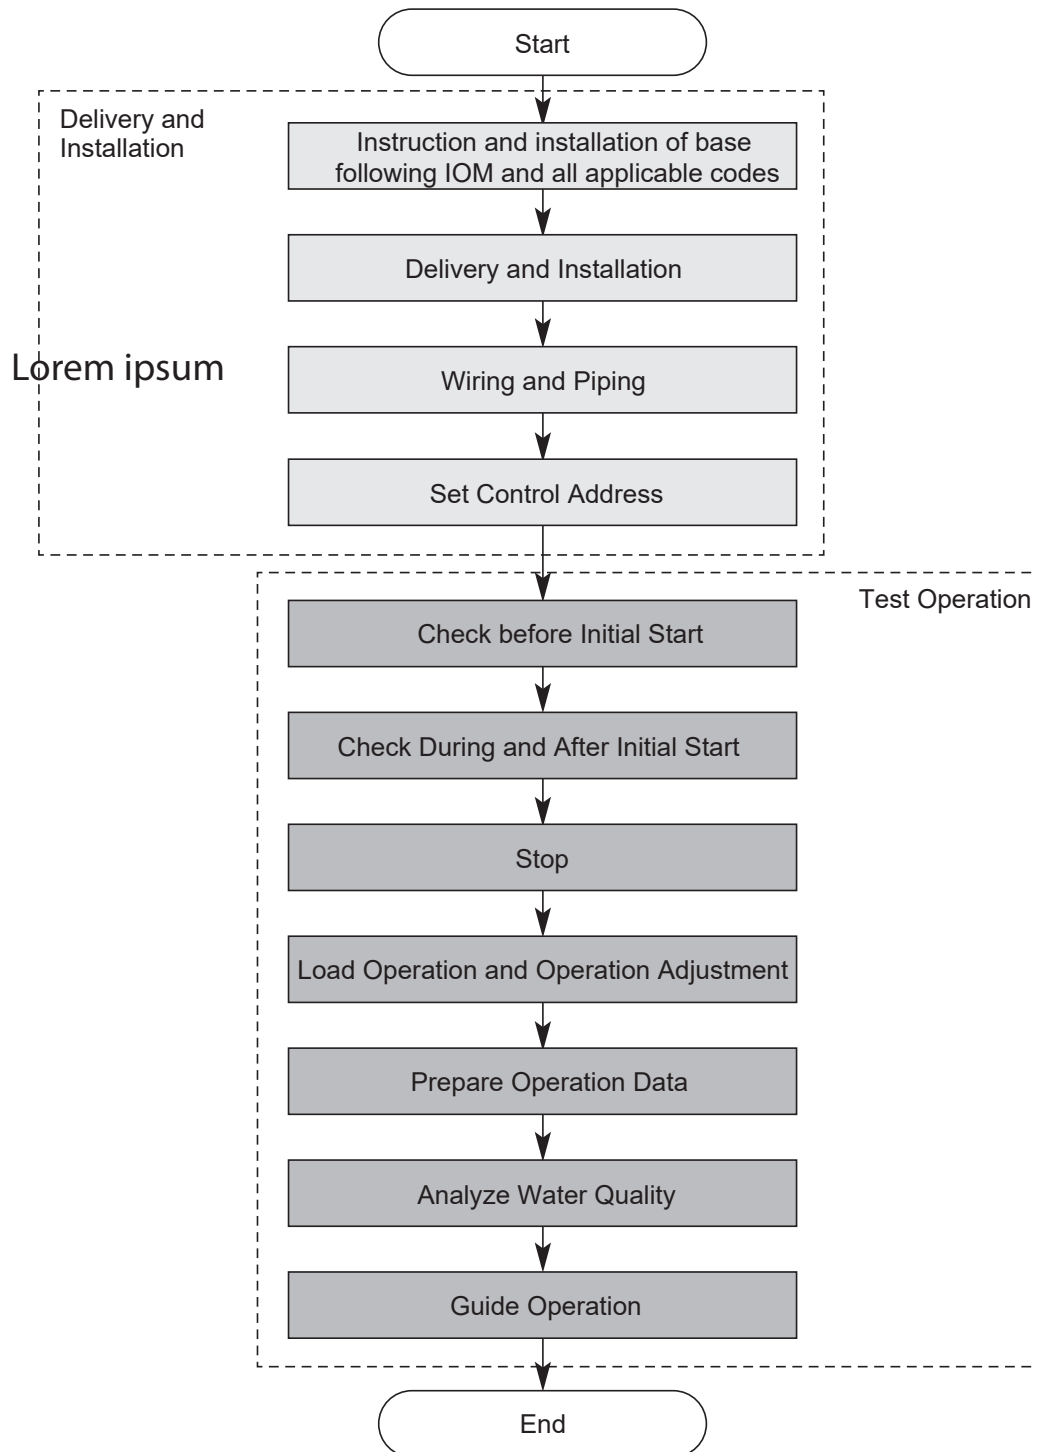 Start
Delivery and
Installation
Instruction and installation of base
following IOM and all applicable codes
Delivery and Installation
Lorem ipsum
Wiring and Piping
Set Control Address
Test Operation
Check before Initial Start
Check During and After Initial Start
Stop
Load Operation and Operation Adjustment
Prepare Operation Data
Analyze Water Quality
Guide Operation
End